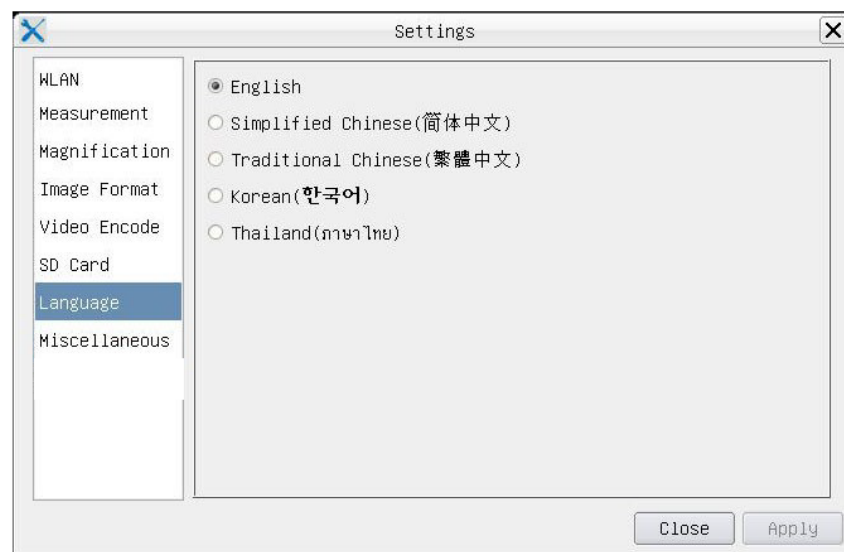 Settings
WLAN
Measurement
Magnification
Image Format
Video Encode
SD Card
Language
Miscellaneous
English
Simplified Chinese(简体中文)
Traditional Chinese(繁體中文)
Korean(한국어)
Thailand(ภาษาไทย)
Close
Apply